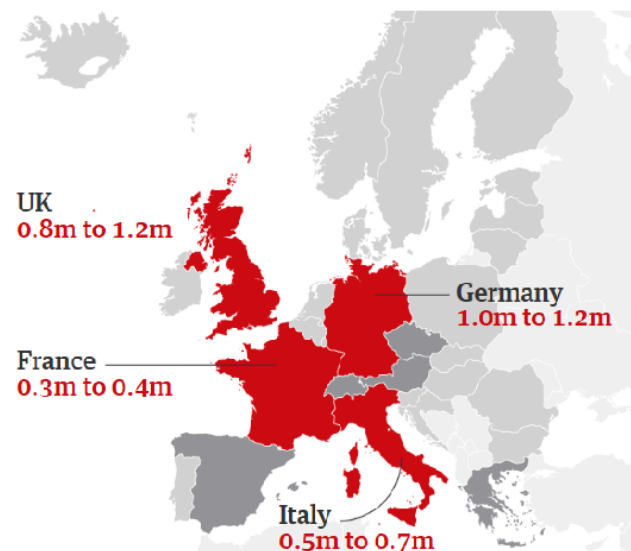 UK
0.8m to 1.2m
Germany
1.0m to 1.2m
France
0.3m to 0.4m
Italy
0.5m to 0.7m